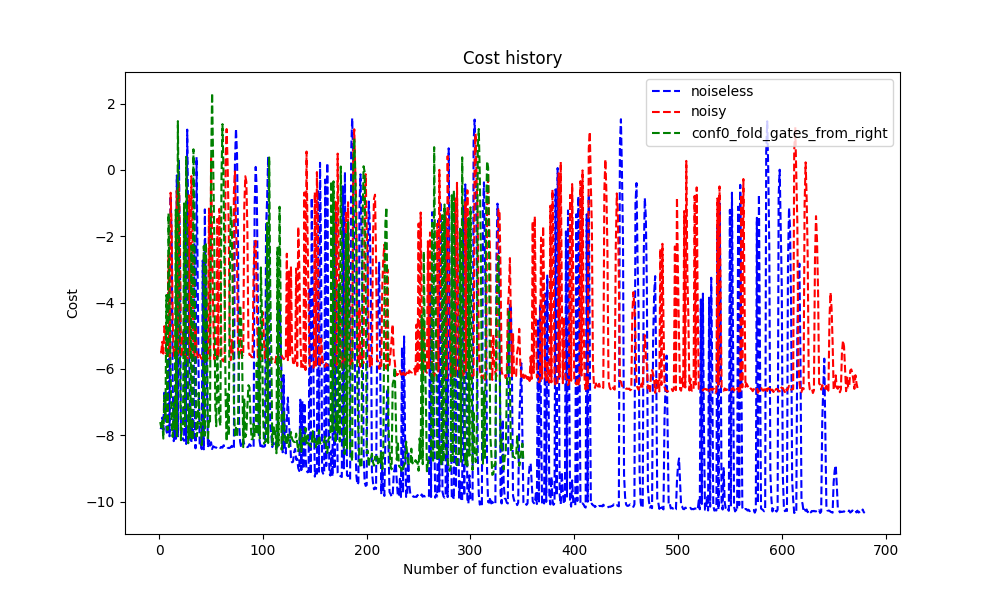 Cost history
noiseless
noisy
conf0_fold_gates_from_right
Cost
2
0
−2
−4
−6
−8
−10
0 100 200 300 400 500 600 700
Number of function evaluations